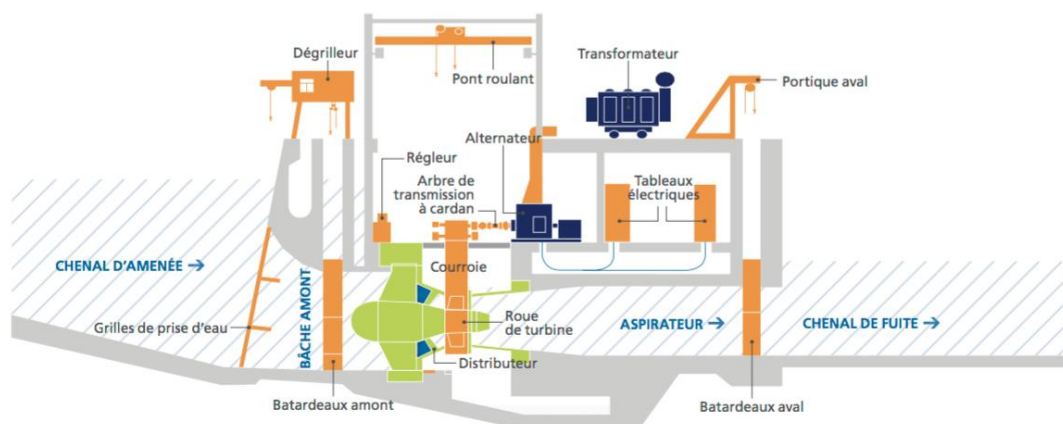 Dégrilleur
Pont roulant
Transformateur
Portique aval
Alternateur
Régleur
Arbre de
transmission
à cardan
Tableaux
électriques
CHENAL D'AMENÉE →
BÂCHE AMONT
Courroie
Grilles de prise d'eau
Roue
de turbine
ASPIRATEUR →
CHENAL DE FUITE →
Distributeur
Batardeaux amont
Batardeaux aval